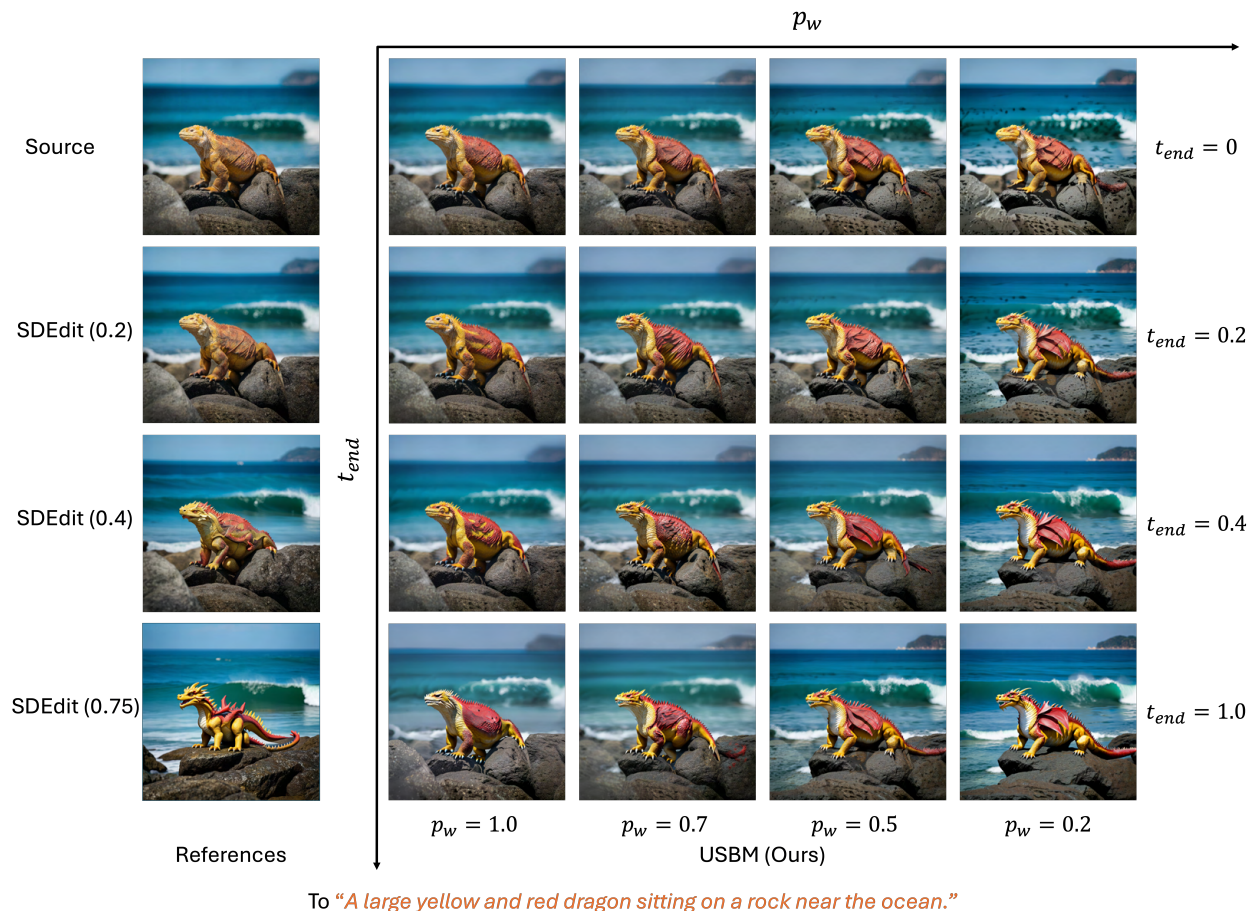 p_w
Source
t_end = 0
SDEdit (0.2)
t_end = 0.2
t_end
SDEdit (0.4)
t_end = 0.4
SDEdit (0.75)
t_end = 1.0
p_w = 1.0
p_w = 0.7
p_w = 0.5
p_w = 0.2
References
USBM (Ours)
To “A large yellow and red dragon sitting on a rock near the ocean.”